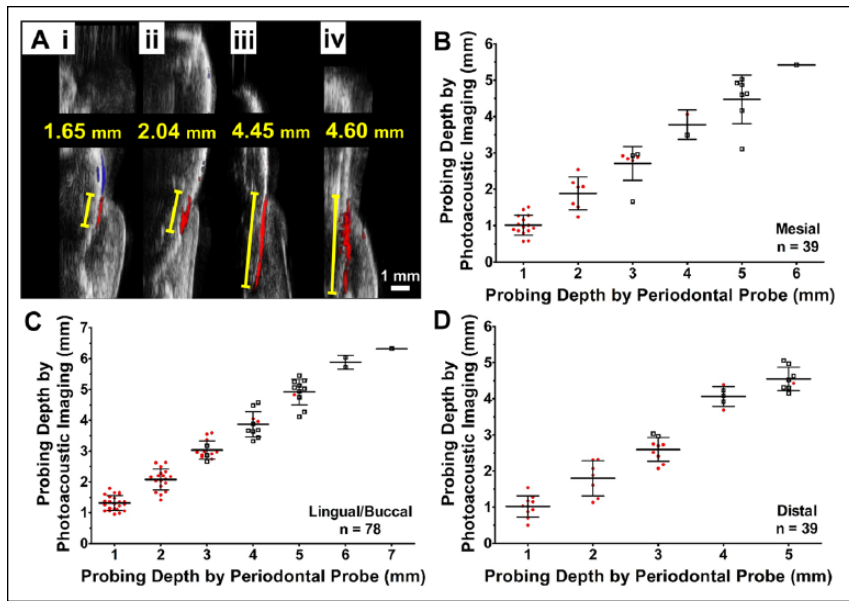 A i ii iii iv
1.65 mm 2.04 mm 4.45 mm 4.60 mm
1 mm
B
Probing Depth by
Photoacoustic Imaging (mm)
6
5
4
3
2
1
0
1 2 3 4 5 6
Mesial
n = 39
Probing Depth by Periodontal Probe (mm)
C
Probing Depth by
Photoacoustic Imaging (mm)
7
6
5
4
3
2
1
0
1 2 3 4 5 6 7
Lingual/Buccal
n = 78
Probing Depth by Periodontal Probe (mm)
D
Probing Depth by
Photoacoustic Imaging (mm)
6
5
4
3
2
1
0
1 2 3 4 5
Distal
n = 39
Probing Depth by Periodontal Probe (mm)